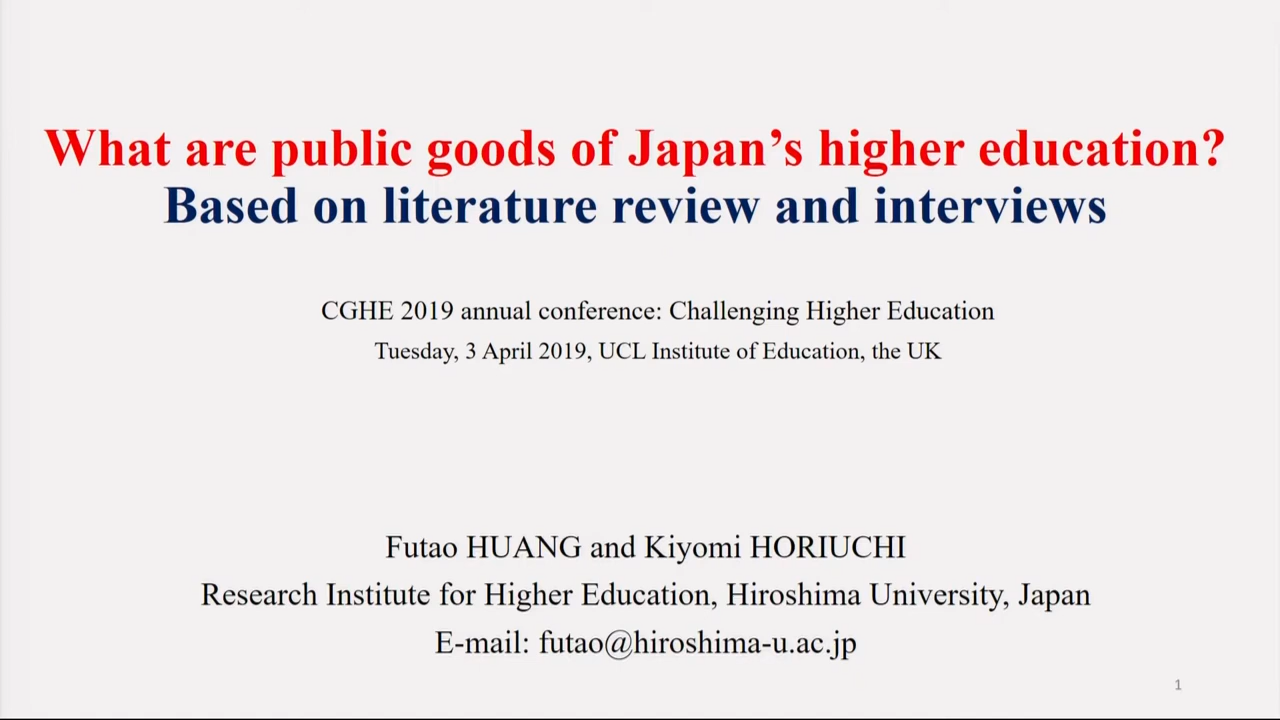 What are public goods of Japan’s higher education?
Based on literature review and interviews
CGHE 2019 annual conference: Challenging Higher Education
Tuesday, 3 April 2019, UCL Institute of Education, the UK
Futao HUANG and Kiyomi HORIUCHI
Research Institute for Higher Education, Hiroshima University, Japan
E-mail: futao@hiroshima-u.ac.jp
1